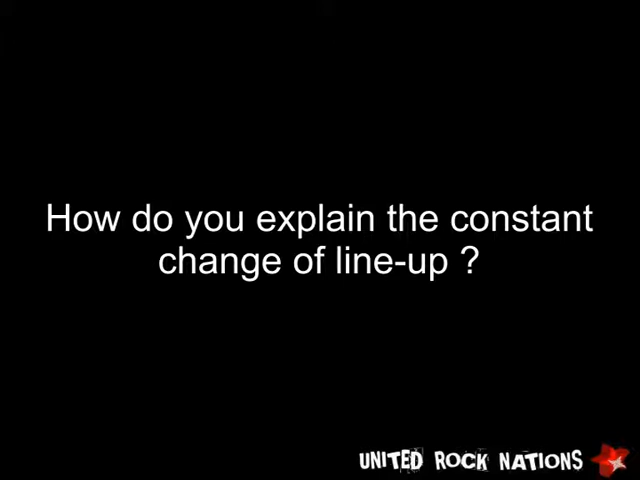 How do you explain the constant
change of line-up ?
UNITED ROCK NATIONS